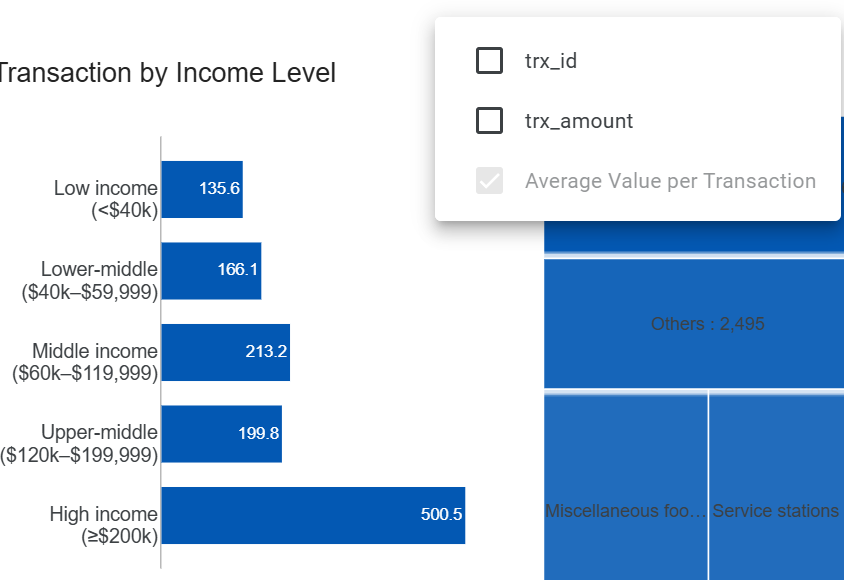 Transaction by Income Level
trx_id
trx_amount
Average Value per Transaction
Low income
(<$40k)
135.6
Lower-middle
($40k–$59,999)
166.1
Middle income
($60k–$119,999)
213.2
Upper-middle
($120k–$199,999)
199.8
High income
(≥$200k)
500.5
Others : 2,495
Miscellaneous foo...
Service stations